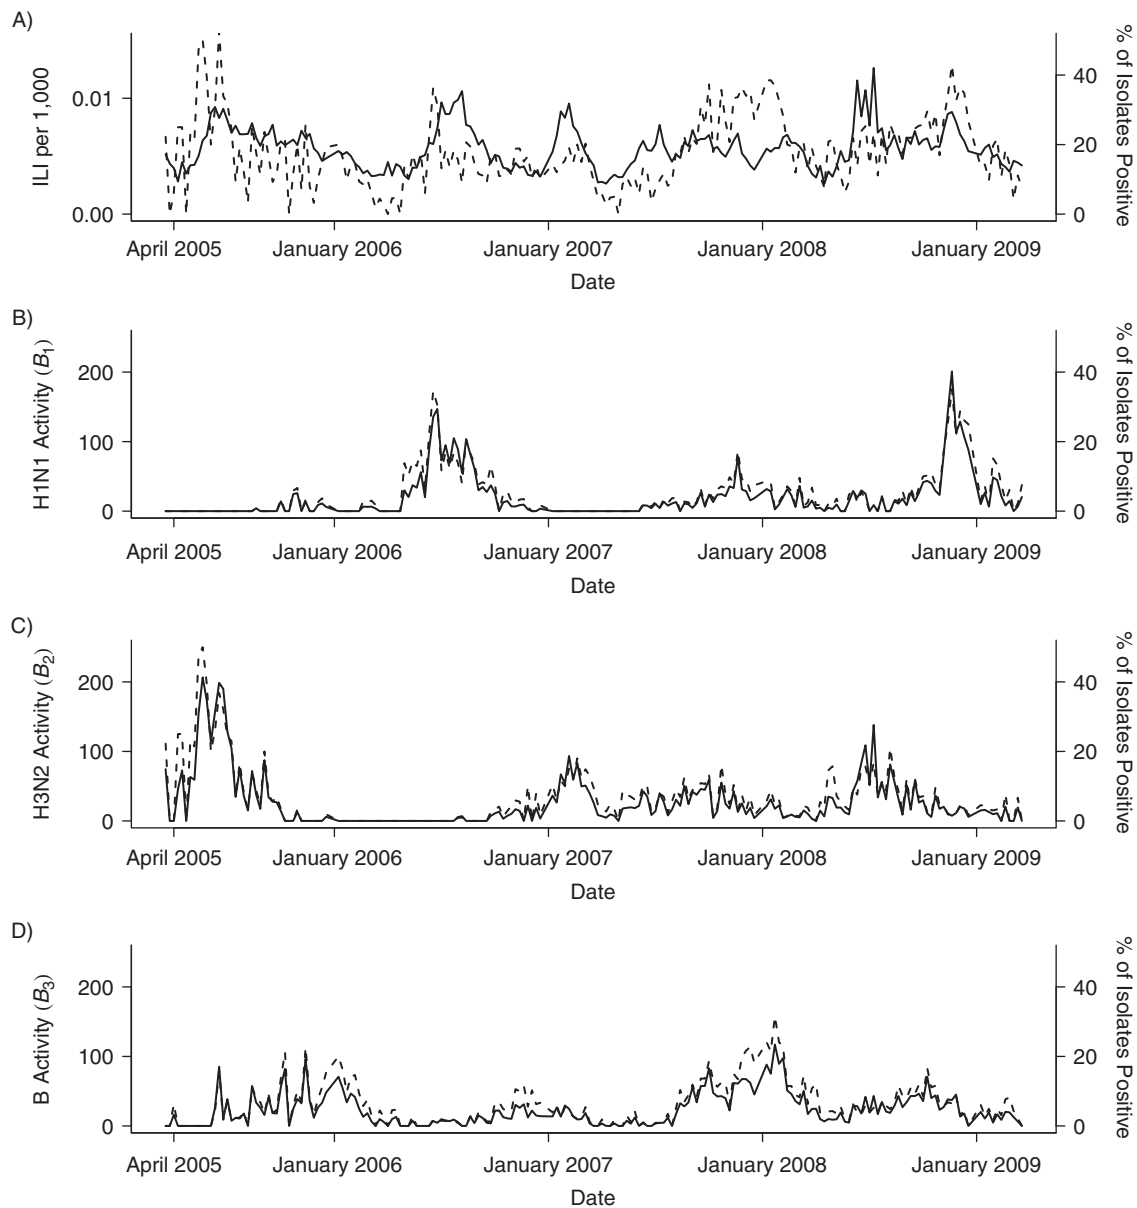 A)
ILI per 1,000
0.01
0.00
40
20
0
% of Isolates Positive
April 2005 January 2006 January 2007 January 2008 January 2009
Date
B)
H1N1 Activity (B1)
200
100
0
40
20
0
% of Isolates Positive
April 2005 January 2006 January 2007 January 2008 January 2009
Date
C)
H3N2 Activity (B2)
200
100
0
40
20
0
% of Isolates Positive
April 2005 January 2006 January 2007 January 2008 January 2009
Date
D)
B Activity (B3)
200
100
0
40
20
0
% of Isolates Positive
April 2005 January 2006 January 2007 January 2008 January 2009
Date